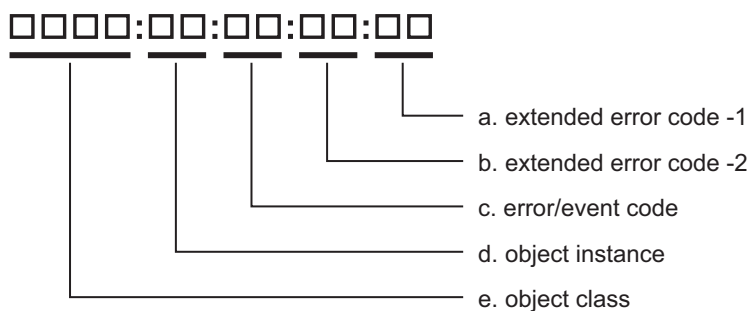 □□□□:□□:□□:□□:□□
a. extended error code -1
b. extended error code -2
c. error/event code
d. object instance
e. object class